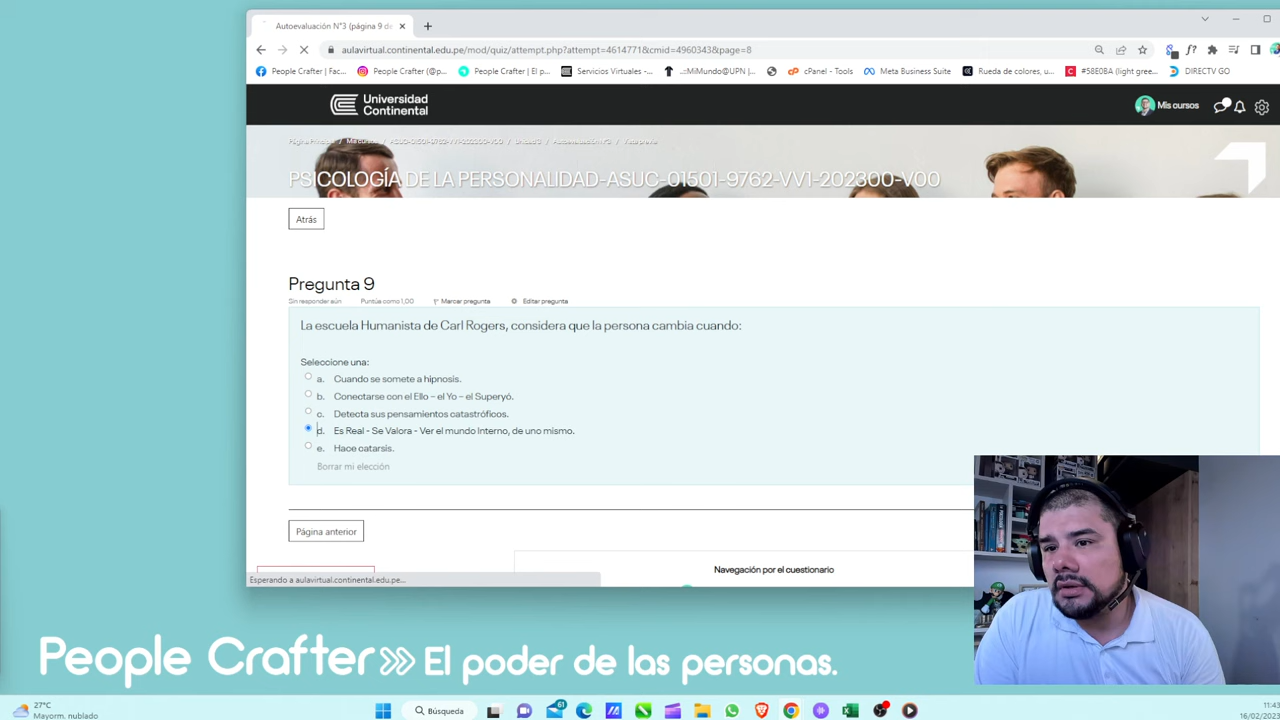 Autoevaluación N°3 (página 9 de
aulavirtual.continental.edu.pe/mod/quiz/attempt.php?attempt=4614771&cmid=4960343&page=8
People Crafter | Fac...
People Crafter (@p...
People Crafter | El p...
Servicios Virtuales -...
..::MiMundo@UPN |...
cPanel - Tools
Meta Business Suite
Rueda de colores, u...
#58E0BA (light gree...
DIRECTV GO
Universidad
Continental
Mis cursos
PSICOLOGÍA DE LA PERSONALIDAD-ASUC-01501-9762-VV1-202300-V00
Atrás
Pregunta 9
Sin responder aún
Puntúa como 1,00
Marcar pregunta
Editar pregunta
La escuela Humanista de Carl Rogers, considera que la persona cambia cuando:
Seleccione una:
a. Cuando se somete a hipnosis.
b. Conectarse con el Ello – el Yo – el Superyó.
c. Detecta sus pensamientos catastróficos.
d. Es Real - Se Valora - Ver el mundo Interno, de uno mismo.
e. Hace catarsis.
Borrar mi elección
Página anterior
Navegación por el cuestionario
Esperando a aulavirtual.continental.edu.pe...
People Crafter
El poder de las personas.
27°C
Mayorm. nublado
Búsqueda
61
11:43
16/02/2023